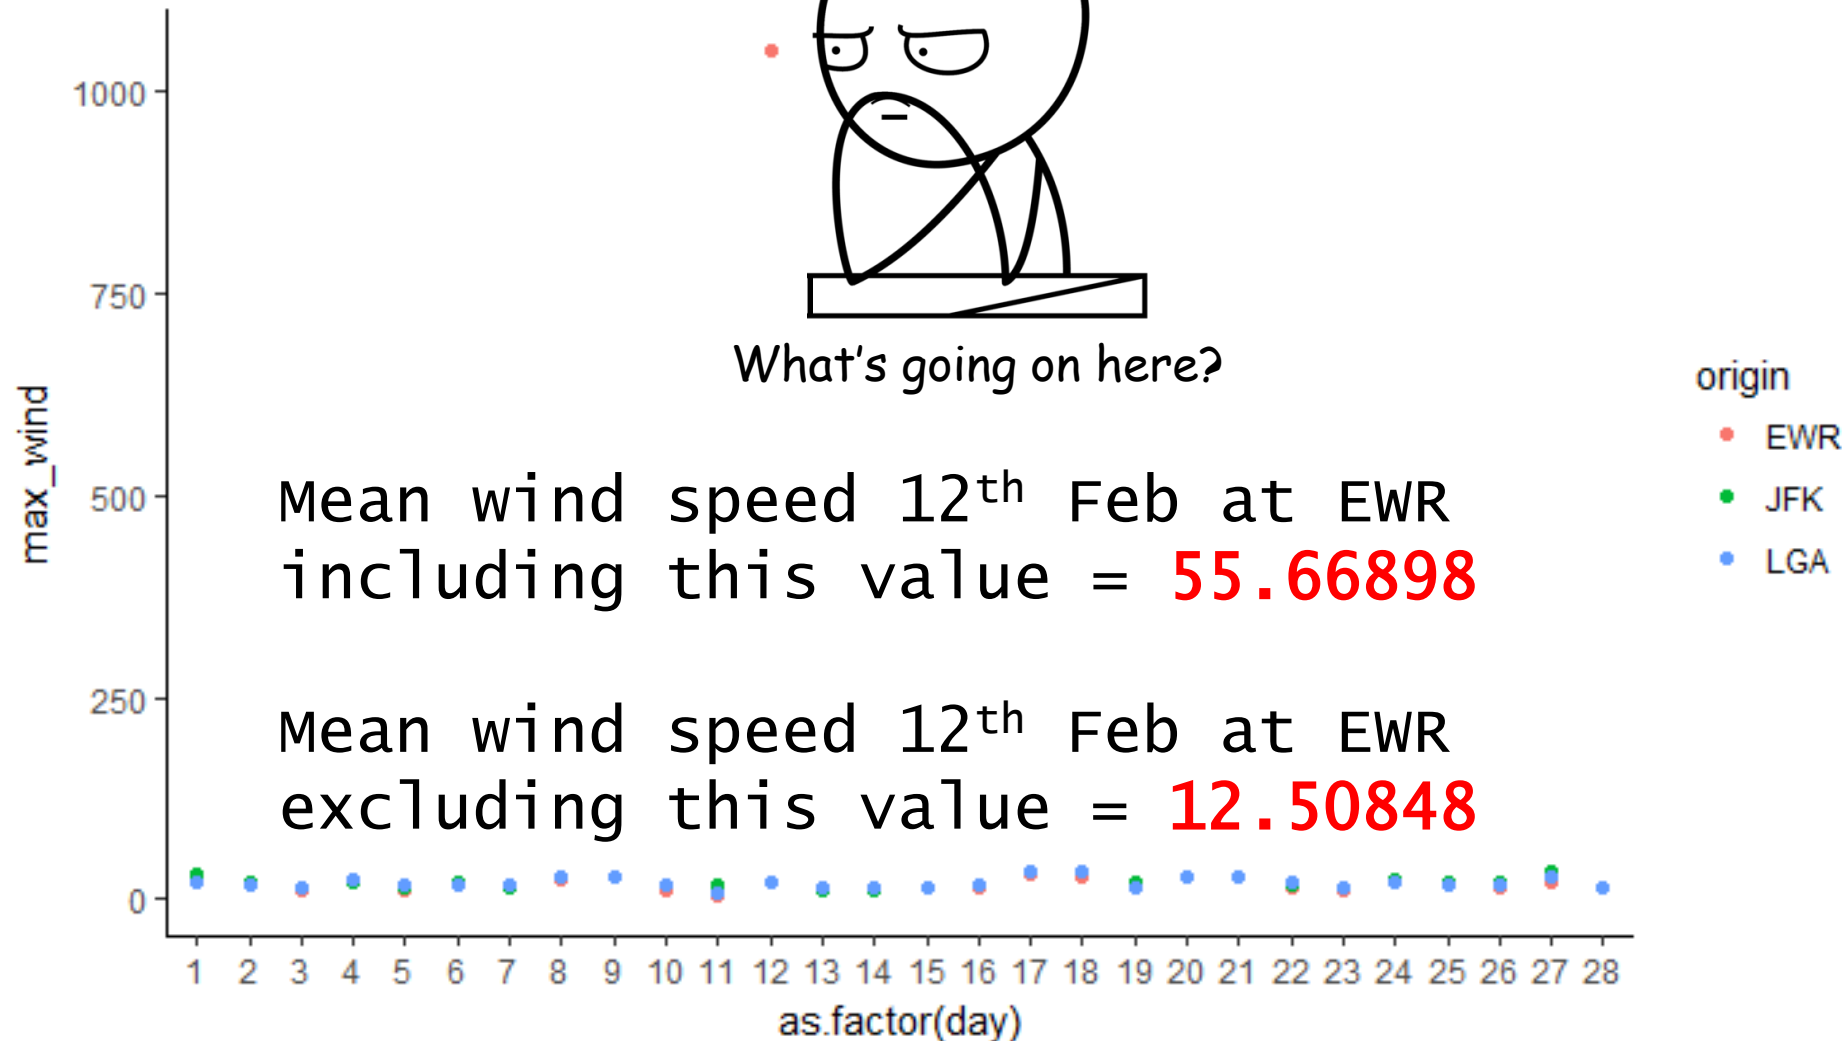 1000
750
500
250
0
max_wind
What's going on here?
Mean wind speed 12th Feb at EWR
including this value = 55.66898
Mean wind speed 12th Feb at EWR
excluding this value = 12.50848
origin
EWR
JFK
LGA
1 2 3 4 5 6 7 8 9 10 11 12 13 14 15 16 17 18 19 20 21 22 23 24 25 26 27 28
as.factor(day)